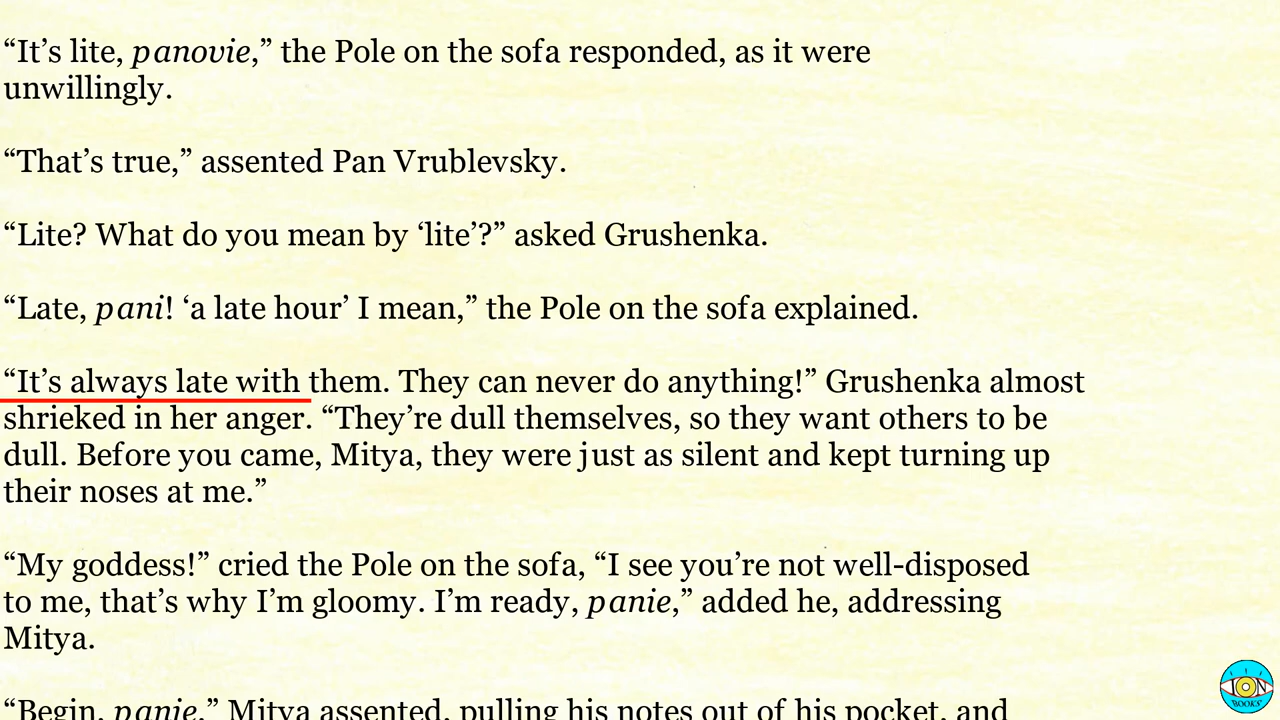 “It’s lite, panovie,” the Pole on the sofa responded, as it were
unwillingly.
“That’s true,” assented Pan Vrublevsky.
“Lite? What do you mean by ‘lite’?” asked Grushenka.
“Late, pani! ‘a late hour’ I mean,” the Pole on the sofa explained.
“It’s always late with them. They can never do anything!” Grushenka almost
shrieked in her anger. “They’re dull themselves, so they want others to be
dull. Before you came, Mitya, they were just as silent and kept turning up
their noses at me.”
“My goddess!” cried the Pole on the sofa, “I see you’re not well-disposed
to me, that’s why I’m gloomy. I’m ready, panie,” added he, addressing
Mitya.
“Begin, panie,” Mitya assented, pulling his notes out of his pocket, and
ION
BOOKS